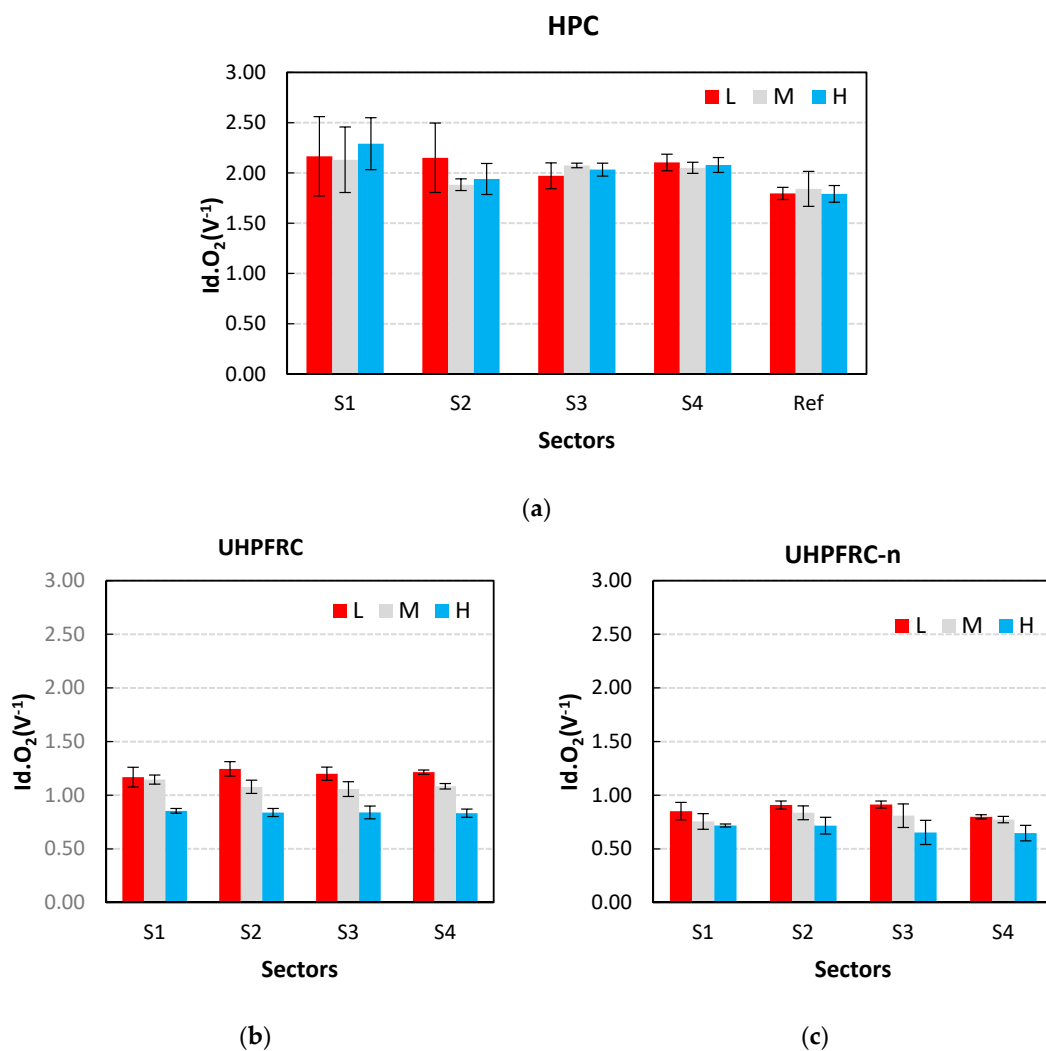 HPC
L M H
3.00
2.50
2.00
1.50
1.00
0.50
0.00
Id.O₂(V⁻¹)
S1 S2 S3 S4 Ref
Sectors
(a)
UHPFRC
L M H
3.00
2.50
2.00
1.50
1.00
0.50
0.00
Id.O₂(V⁻¹)
S1 S2 S3 S4
Sectors
(b)
UHPFRC-n
L M H
3.00
2.50
2.00
1.50
1.00
0.50
0.00
Id.O₂(V⁻¹)
S1 S2 S3 S4
Sectors
(c)